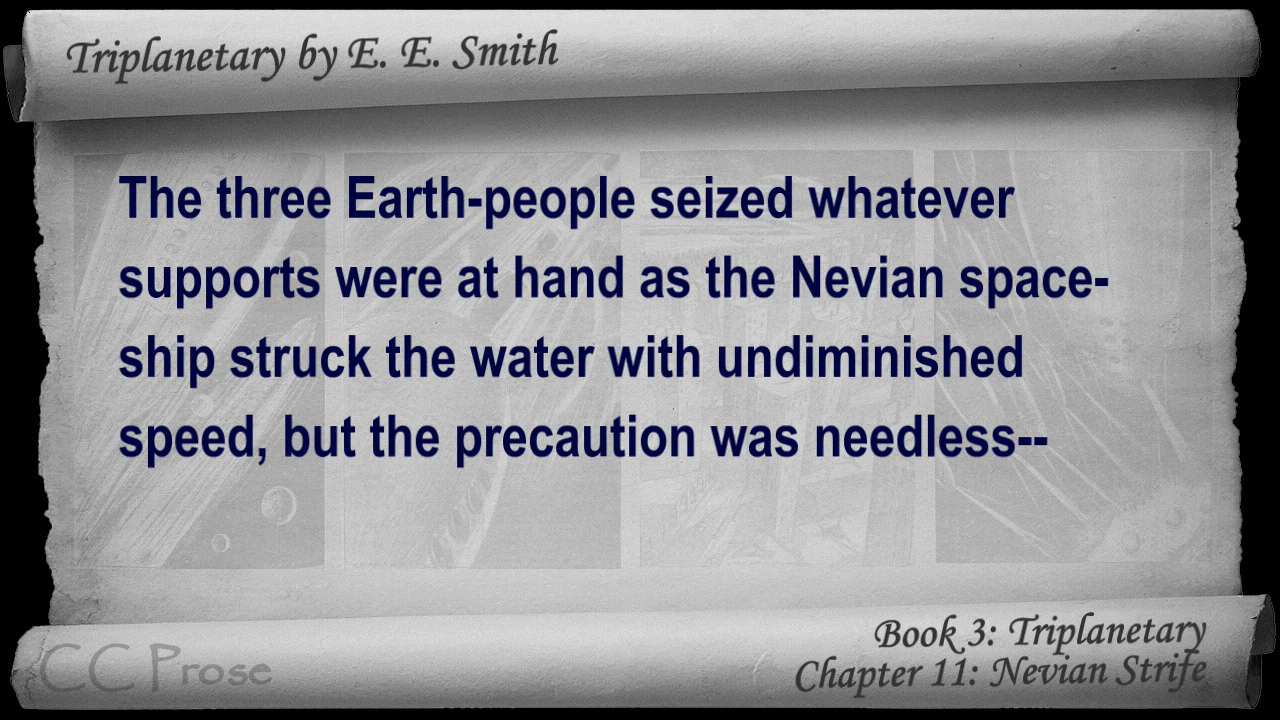 Triplanetary by E. E. Smith
The three Earth-people seized whatever
supports were at hand as the Nevian space-
ship struck the water with undiminished
speed, but the precaution was needless--
Book 3: Triplanetary
Chapter 11: Nevian Strife
CC Prose